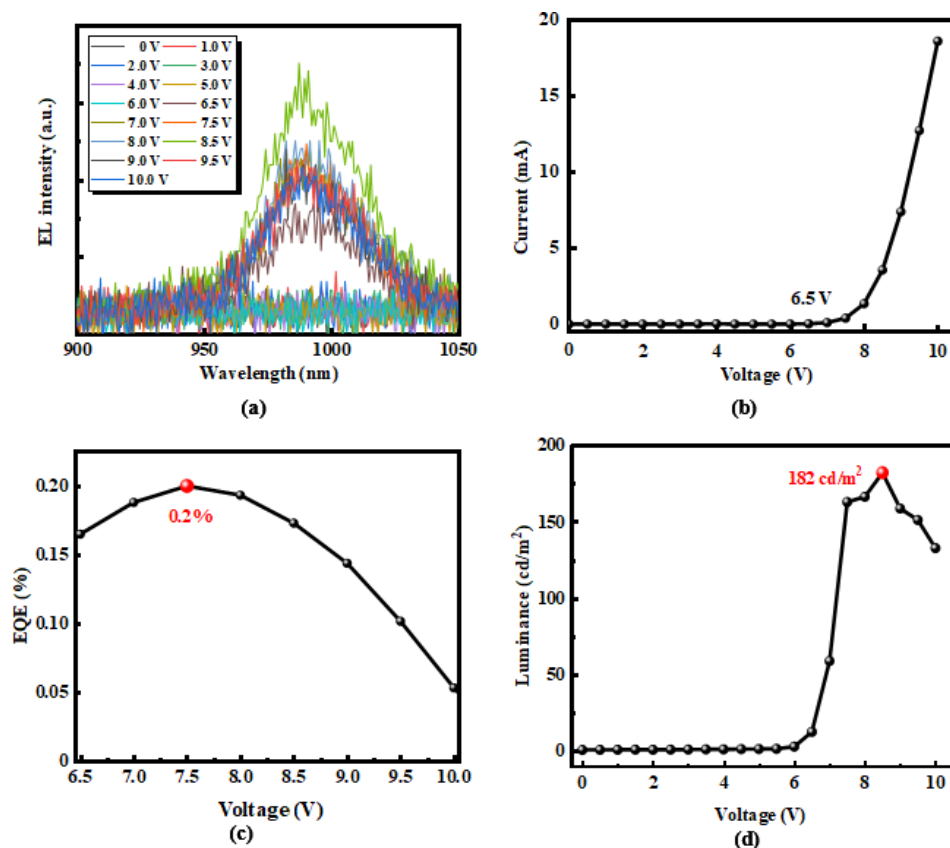 0 V 1.0 V
2.0 V 3.0 V
4.0 V 5.0 V
6.0 V 6.5 V
7.0 V 7.5 V
8.0 V 8.5 V
9.0 V 9.5 V
10.0 V
EL intensity (a.u.)
900 950 1000 1050
Wavelength (nm)
(a)
20
15
10
5
0
Current (mA)
6.5 V
0 2 4 6 8 10
Voltage (V)
(b)
0.20
0.15
0.10
0.05
0
EQE (%)
0.2%
6.5 7.0 7.5 8.0 8.5 9.0 9.5 10.0
Voltage (V)
(c)
200
150
100
50
0
Luminance (cd/m²)
182 cd/m²
0 2 4 6 8 10
Voltage (V)
(d)